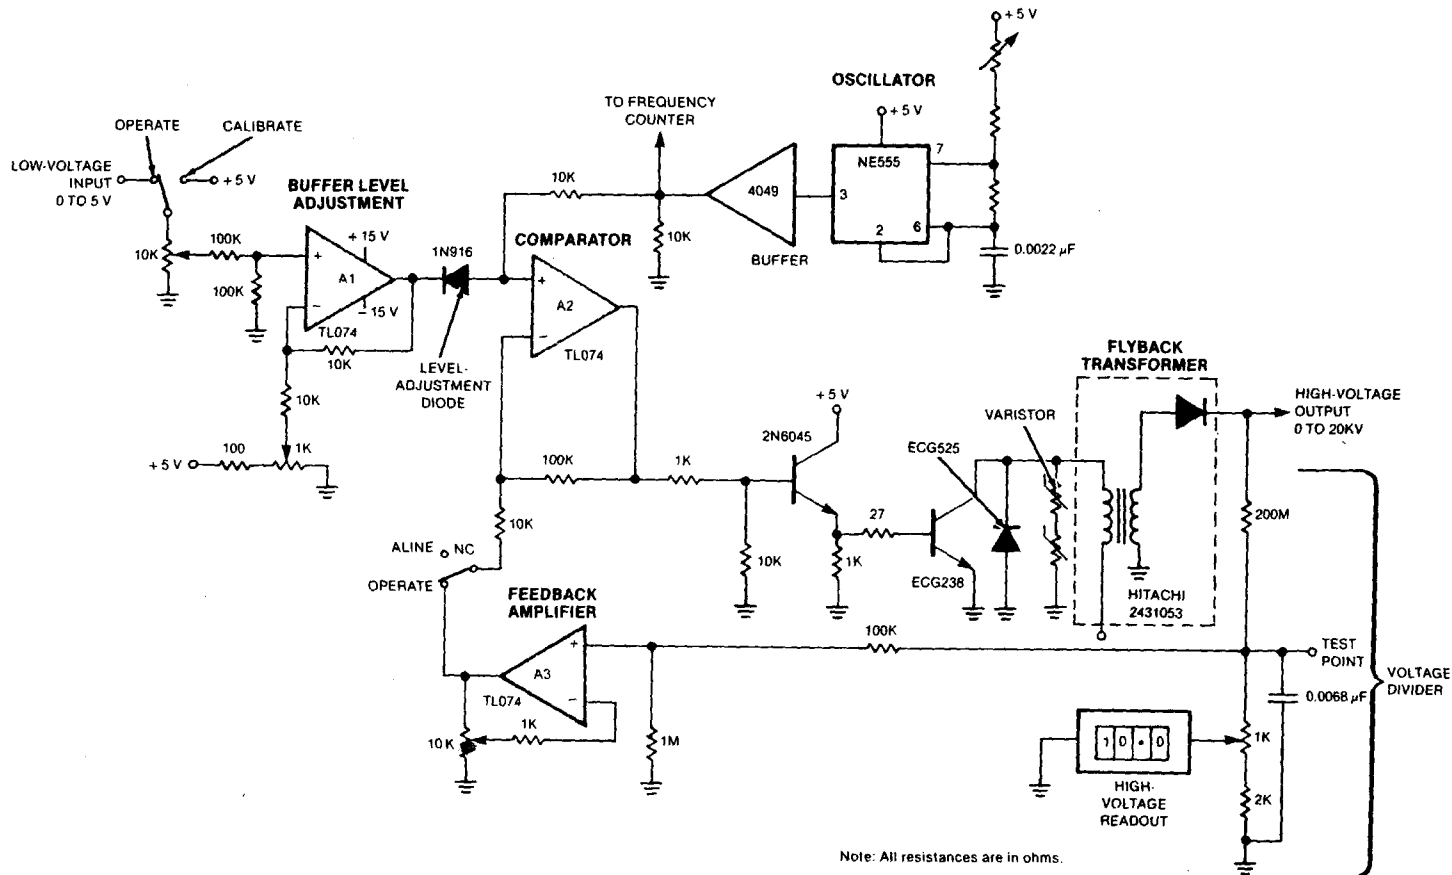 + 5 V
OSCILLATOR
TO FREQUENCY
COUNTER
+ 5 V
OPERATE
CALIBRATE
LOW-VOLTAGE
INPUT
0 TO 5 V
+ 5 V
BUFFER LEVEL
ADJUSTMENT
10K
4049
BUFFER
NE555
7
3
2
6
0.0022 µF
10K
100K
100K
+ 15 V
+
A1
−
− 15 V
TL074
10K
1N916
COMPARATOR
+
A2
−
TL074
10K
LEVEL-
ADJUSTMENT
DIODE
10K
+ 5 V
100
1K
FLYBACK
TRANSFORMER
+ 5 V
2N6045
VARISTOR
ECG525
HIGH-VOLTAGE
OUTPUT
0 TO 20KV
100K
1K
27
200M
10K
10K
1K
ECG238
HITACHI
2431053
ALINE
NC
OPERATE
FEEDBACK
AMPLIFIER
+
A3
−
TL074
100K
TEST
POINT
VOLTAGE
DIVIDER
0.0068 µF
1K
10K
1M
10.0
1K
HIGH-
VOLTAGE
READOUT
2K
Note: All resistances are in ohms.